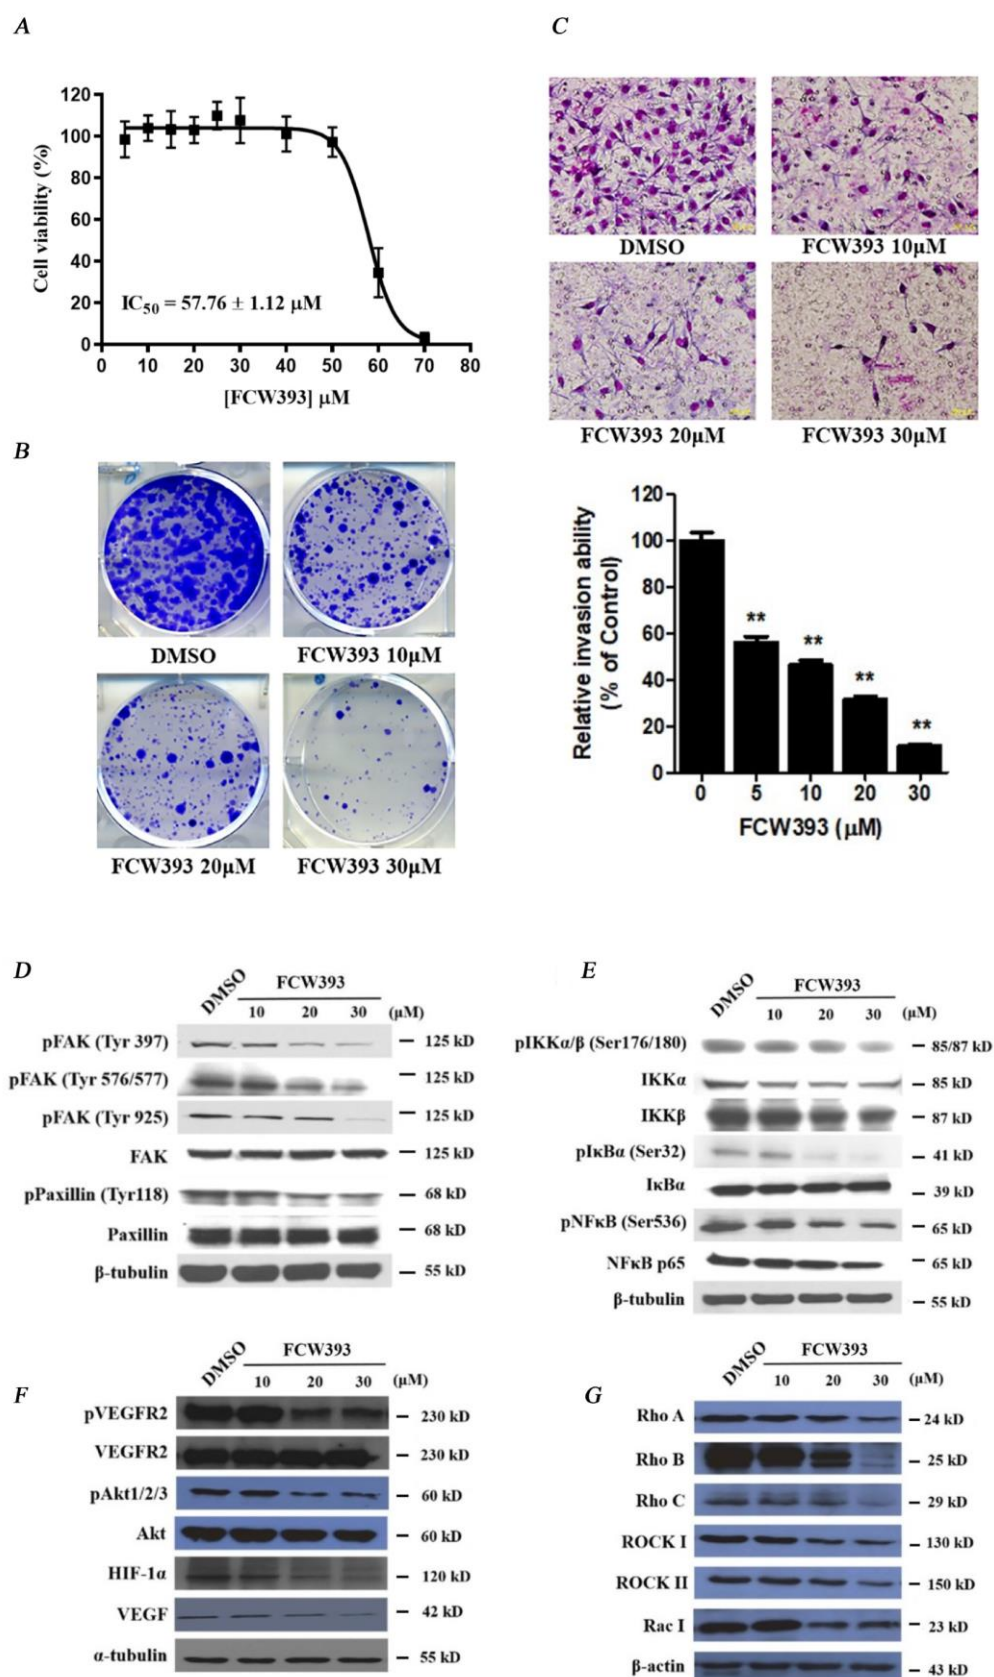 A
120
100
80
60
40
20
0
Cell viability (%)
IC50 = 57.76 ± 1.12 μM
0 10 20 30 40 50 60 70 80
[FCW393] μM
B
DMSO FCW393 10μM
FCW393 20μM FCW393 30μM
C
DMSO FCW393 10μM
FCW393 20μM FCW393 30μM
120
100
80
60
40
20
0
Relative invasion ability
(% of Control)
** ** ** **
0 5 10 20 30
FCW393 (μM)
D
DMSO FCW393
10 20 30 (μM)
pFAK (Tyr 397) 125 kD
pFAK (Tyr 576/577) 125 kD
pFAK (Tyr 925) 125 kD
FAK 125 kD
pPaxillin (Tyr118) 68 kD
Paxillin 68 kD
β-tubulin 55 kD
E
DMSO FCW393
10 20 30 (μM)
pIKKα/β (Ser176/180) 85/87 kD
IKKα 85 kD
IKKβ 87 kD
pIκBα (Ser32) 41 kD
IκBα 39 kD
pNFκB (Ser536) 65 kD
NFκB p65 65 kD
β-tubulin 55 kD
F
DMSO FCW393
10 20 30 (μM)
pVEGFR2 230 kD
VEGFR2 230 kD
pAkt1/2/3 60 kD
Akt 60 kD
HIF-1α 120 kD
VEGF 42 kD
α-tubulin 55 kD
G
DMSO FCW393
10 20 30 (μM)
Rho A 24 kD
Rho B 25 kD
Rho C 29 kD
ROCK I 130 kD
ROCK II 150 kD
Rac I 23 kD
β-actin 43 kD